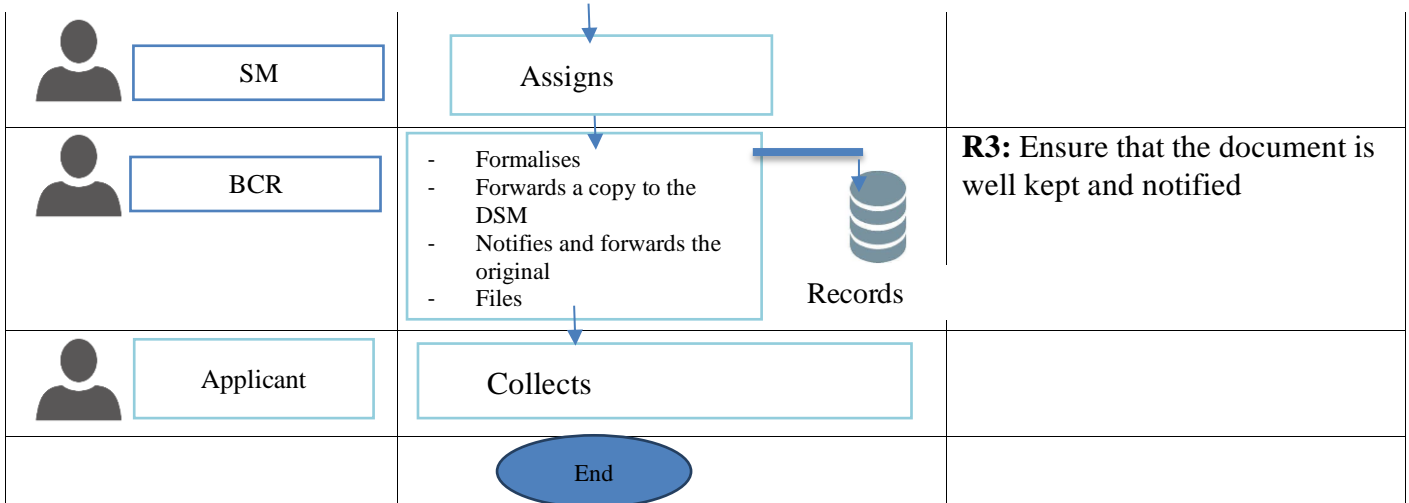 SM
Assigns
BCR
- Formalises
- Forwards a copy to the
DSM
- Notifies and forwards the
original
- Files
Records
R3: Ensure that the document is
well kept and notified
Applicant
Collects
End